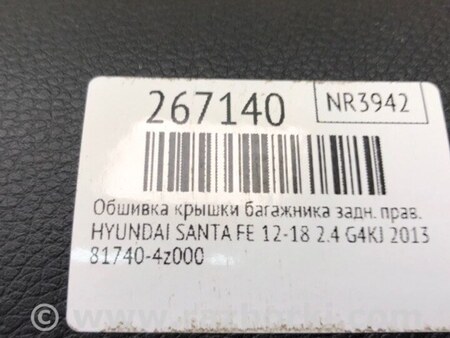 267140
NR3942
Обшивка крышки багажника задн. прав.
HYUNDAI SANTA FE 12-18 2.4 G4KJ 2013
81740-4z000